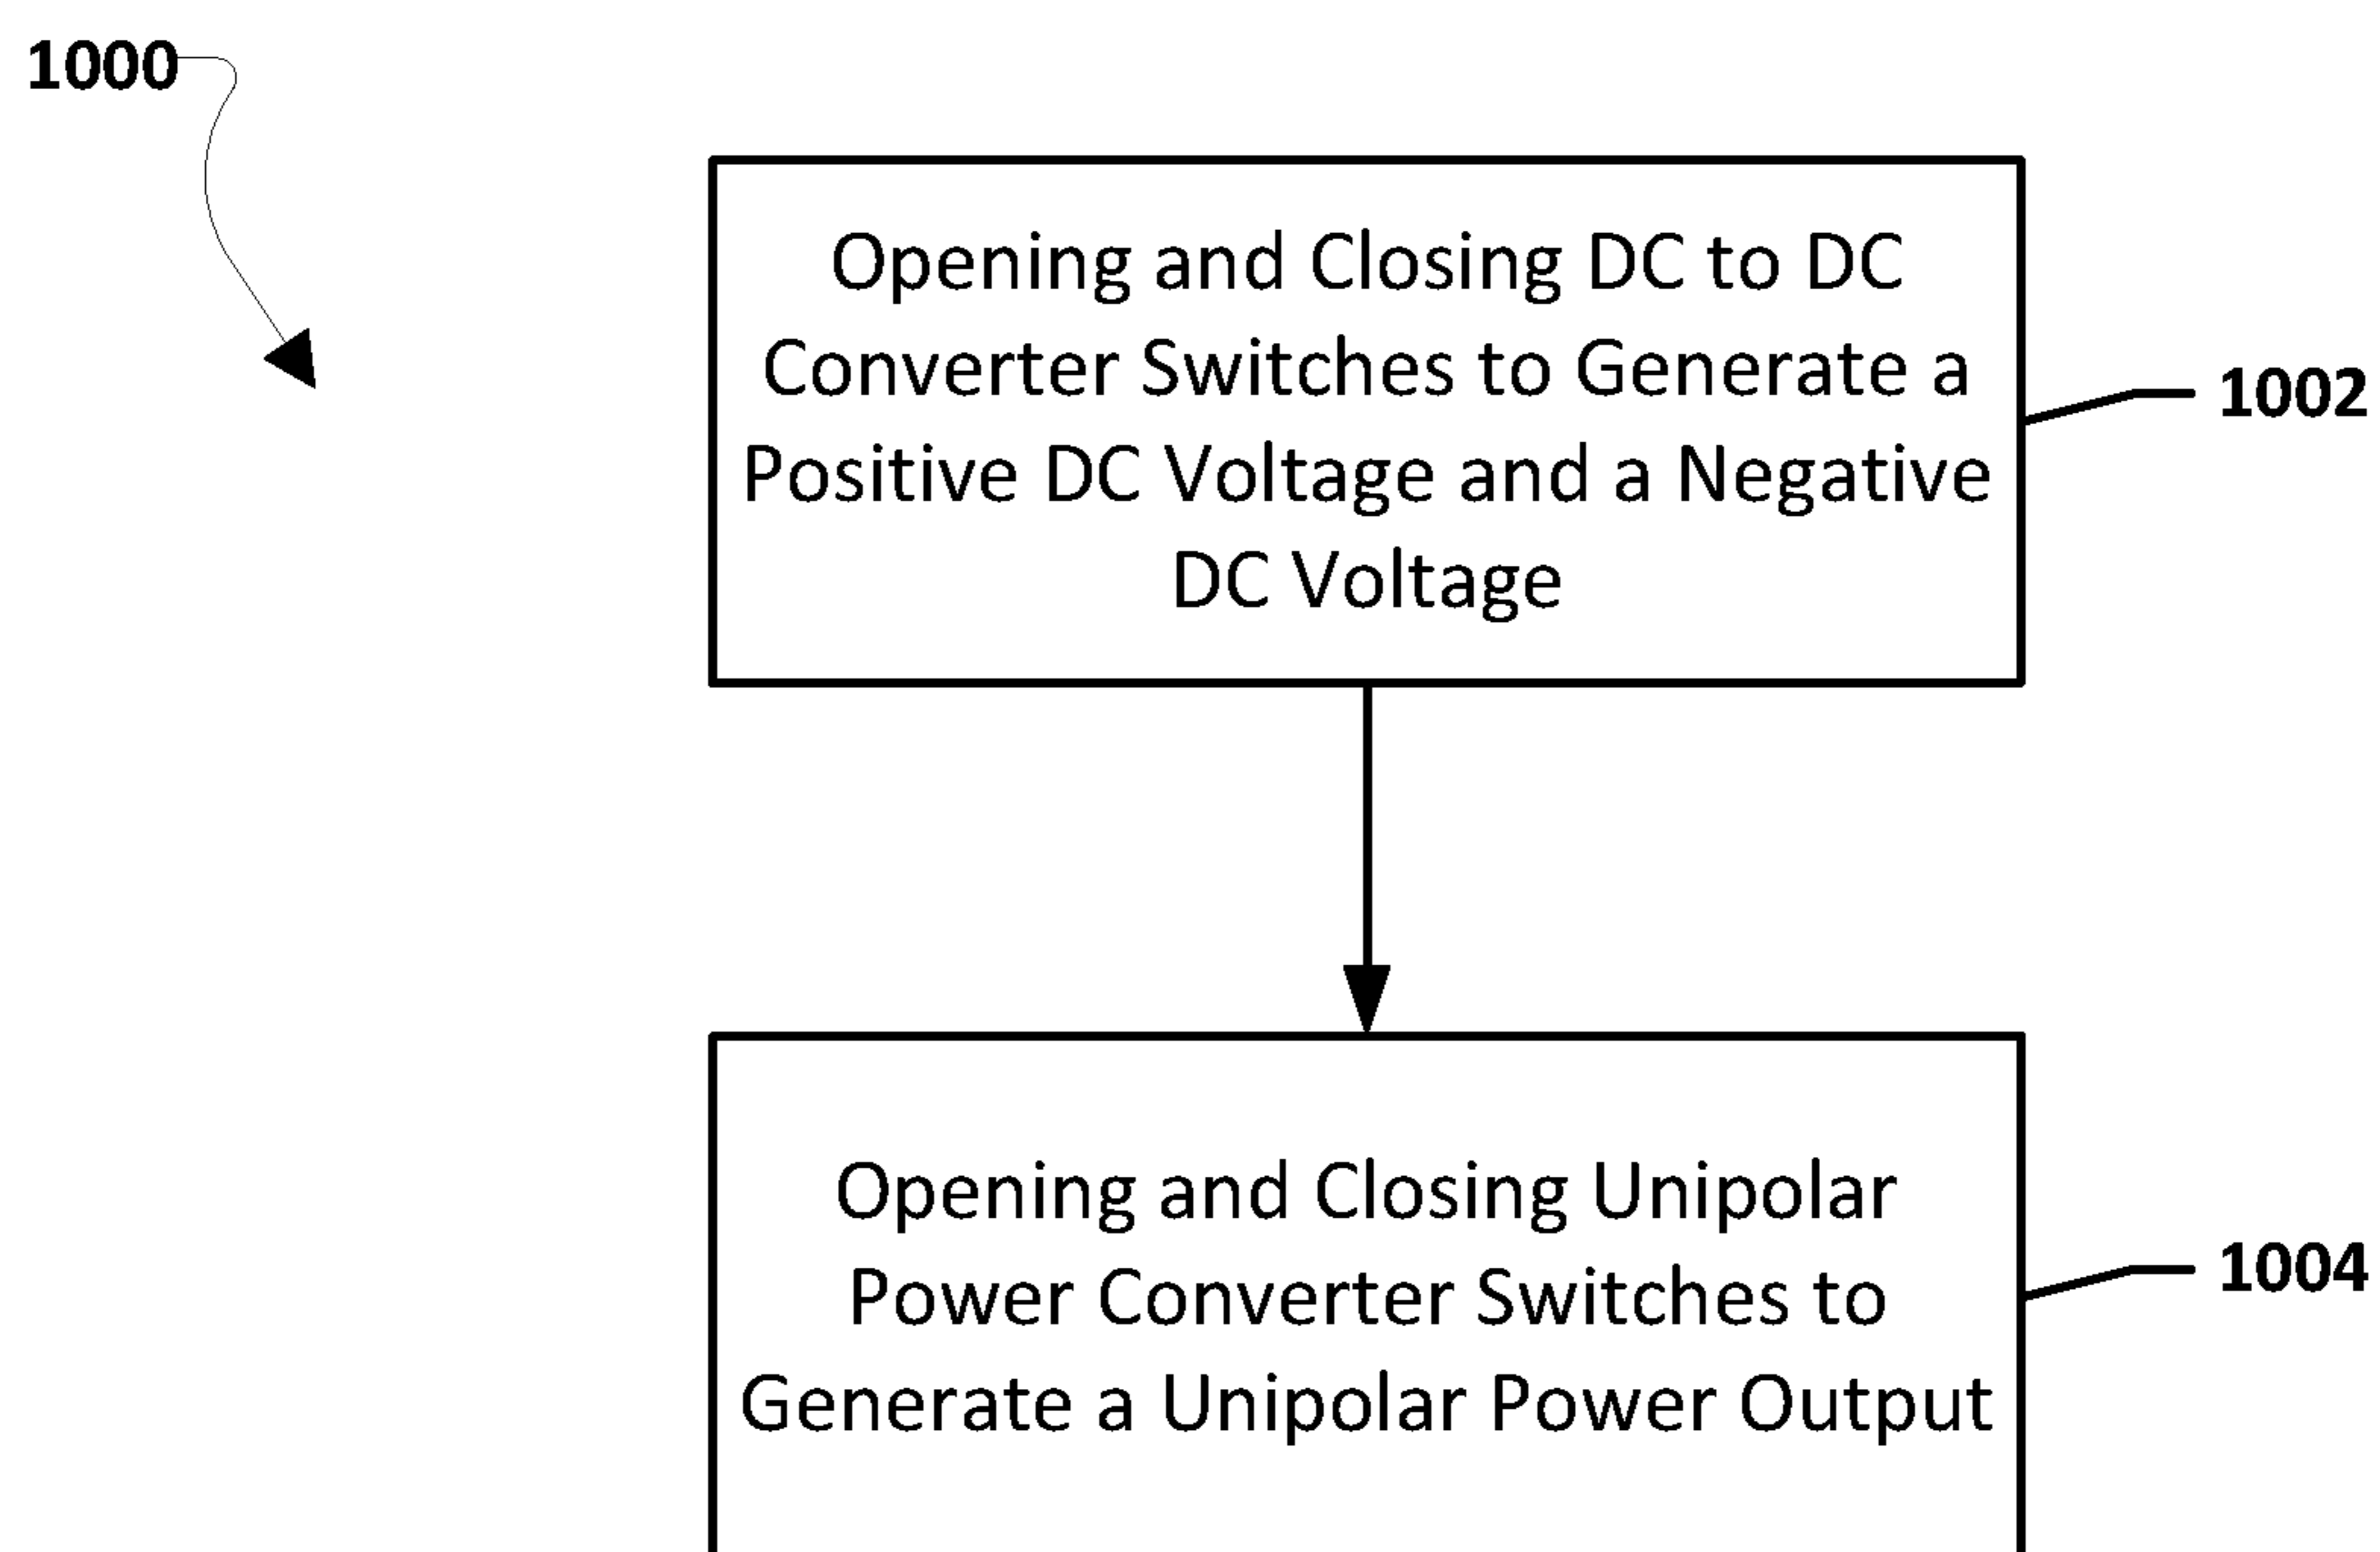 1000
Opening and Closing DC to DC
Converter Switches to Generate a
Positive DC Voltage and a Negative
DC Voltage
1002
Opening and Closing Unipolar
Power Converter Switches to
Generate a Unipolar Power Output
1004